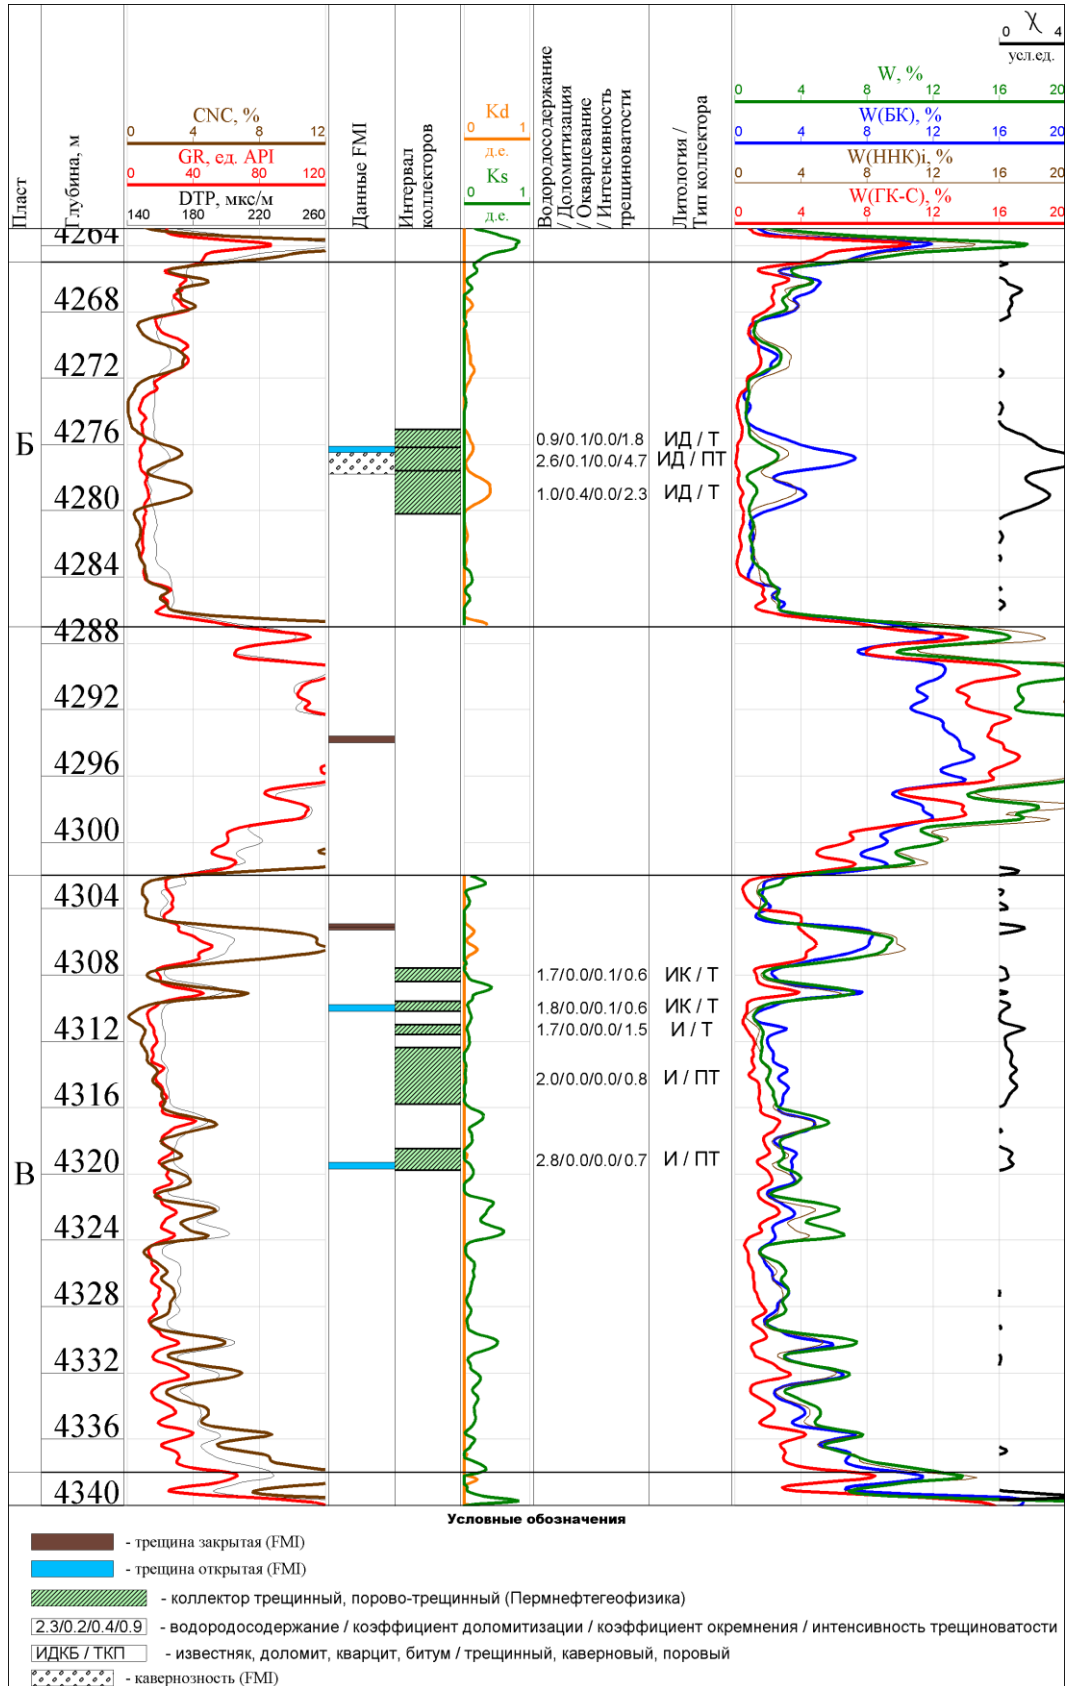 0 χ 4
усл.ед.
W, %
0 4 8 12 16 20
CNC, %
0 4 8 12
Kd
0 1
д.е.
W(БК), %
0 4 8 12 16 20
GR, ед. API
0 40 80 120
Ks
0 1
д.е.
W(ННК)i, %
0 4 8 12 16 20
DTP, мкс/м
140 180 220 260
W(ГК-С), %
0 4 8 12 16 20
Пласт
Глубина, м
Данные FMI
Интервал
коллекторов
Водородосодержание
/ Доломитизация
/ Окварцевание
/ Интенсивность
трещиноватости
Литология /
Тип коллектора
4264
4268
4272
4276
0.9/0.1/0.0/1.8 ИД / Т
Б
2.6/0.1/0.0/4.7 ИД / ПТ
4280
1.0/0.4/0.0/2.3 ИД / Т
4284
4288
4292
4296
4300
4304
4308
1.7/0.0/0.1/0.6 ИК / Т
1.8/0.0/0.1/0.6 ИК / Т
4312
1.7/0.0/0.0/1.5 И / Т
2.0/0.0/0.0/0.8 И / ПТ
4316
4320
2.8/0.0/0.0/0.7 И / ПТ
В
4324
4328
4332
4336
4340
Условные обозначения
- трещина закрытая (FMI)
- трещина открытая (FMI)
- коллектор трещинный, порово-трещинный (Пермнефтегеофизика)
2.3/0.2/0.4/0.9 - водородосодержание / коэффициент доломитизации / коэффициент окремнения / интенсивность трещиноватости
ИДКБ / ТКП - известняк, доломит, кварцит, битум / трещинный, каверновый, поровый
- кавернозность (FMI)